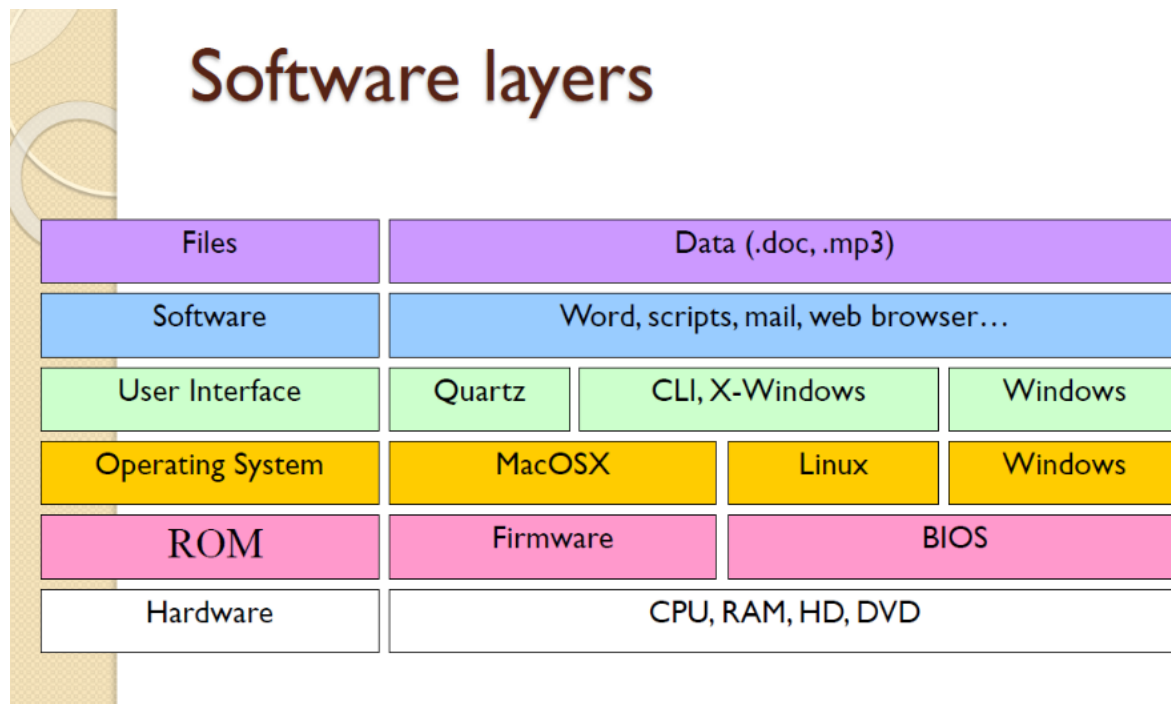 Software layers
Files Data (.doc, .mp3)
Software Word, scripts, mail, web browser…
User Interface Quartz CLI, X-Windows Windows
Operating System MacOSX Linux Windows
ROM Firmware BIOS
Hardware CPU, RAM, HD, DVD